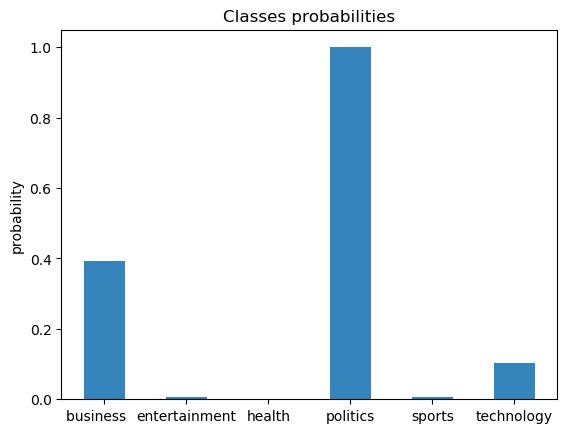 Classes probabilities
probability
1.0
0.8
0.6
0.4
0.2
0.0
business entertainment health politics sports technology